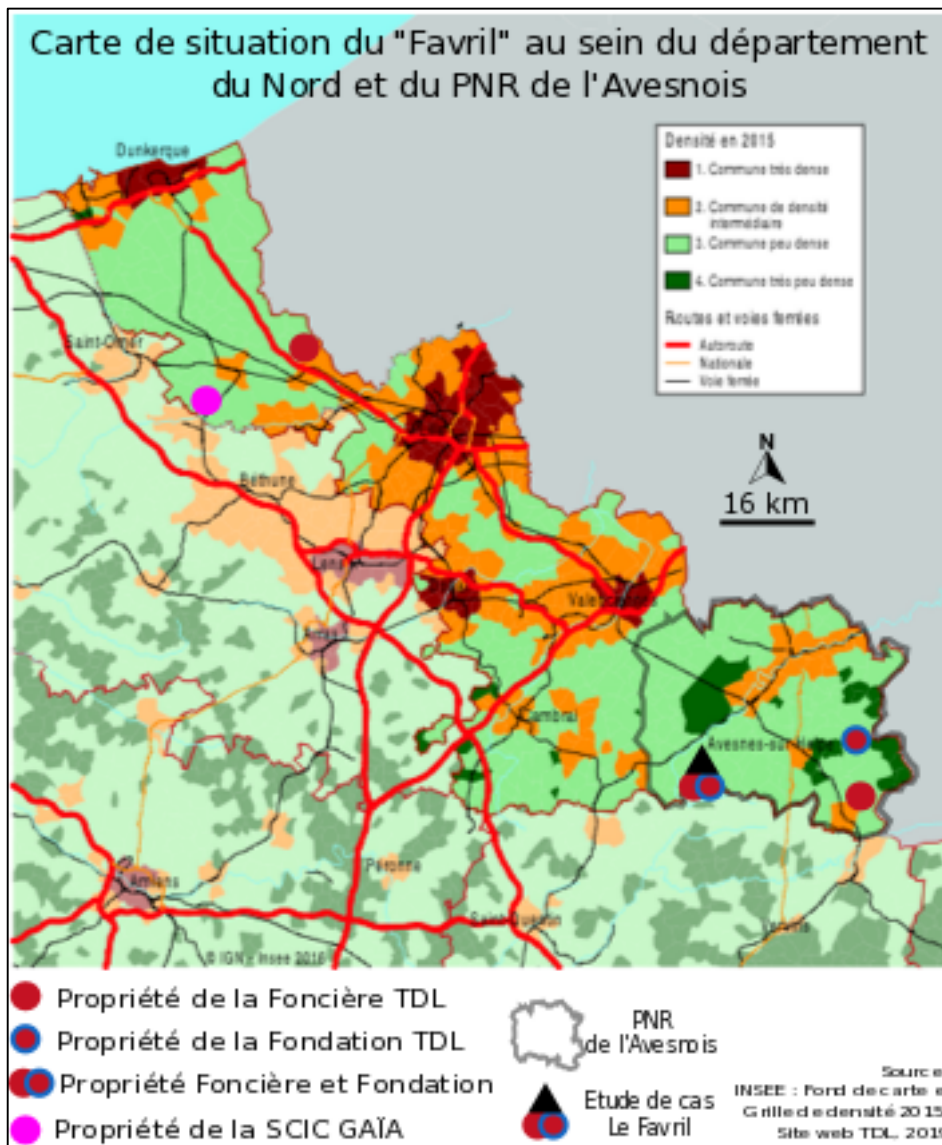 Carte de situation du "Favril" au sein du département
du Nord et du PNR de l'Avesnois
Dunkerque
Densité en 2015
1. Commune très dense
2. Commune de densité
intermédiaire
3. Commune peu dense
4. Commune très peu dense
Routes et voies ferrées
Autoroute
Nationale
Voie ferrée
Saint-Omer
N
16 km
Béthune
Lens
Arras
Valenciennes
Cambrai
Avesnes-sur-Helpe
Péronne
Amiens
Saint-Quentin
Vervins
© IGN - Insee 2016
Propriété de la Foncière TDL
Propriété de la Fondation TDL
Propriété Foncière et Fondation
Propriété de la SCIC GAÏA
PNR
de l'Avesnois
Etude de cas
Le Favril
Source
INSEE : Fond de carte e
Grille de densité 2015
Site web TDL, 201